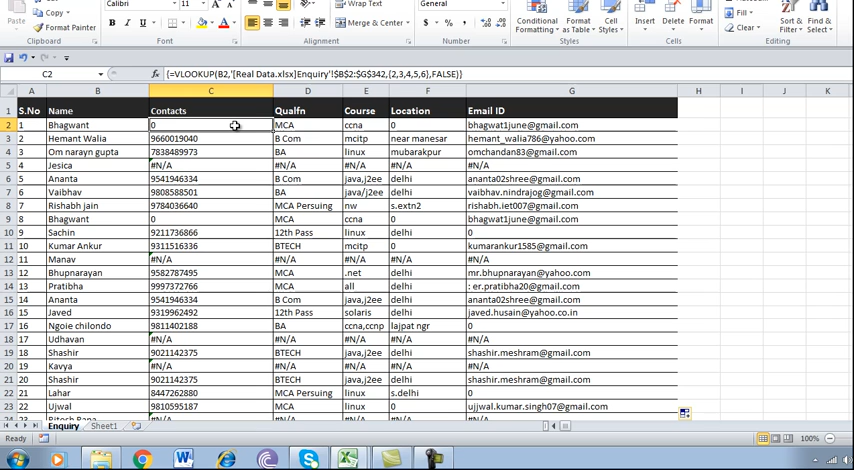 Cut Calibri 10 Wrap Text General
Copy Conditional Format Cell Insert Delete Format Fill Sort & Find &
Format Painter B I U Merge & Center $ % , Formatting as Table Styles Clear Filter Select
Clipboard Font Alignment Number Styles Cells Editing
C2 fx {=VLOOKUP(B2,'[Real Data.xlsx]Enquiry'!$B$2:$G$342,{2,3,4,5,6},FALSE)}
A B C D E F G H I J K
1 S.No Name Contacts Qualfn Course Location Email ID
2 1 Bhagwant 0 MCA ccna 0 bhagwat1june@gmail.com
3 2 Hemant Walia 9660019040 B Com mcitp near manesar hemant_walia786@yahoo.com
4 3 Om narayn gupta 7838489973 BA linux mubarakpur omchandan83@gmail.com
5 4 Jesica #N/A #N/A #N/A #N/A #N/A
6 5 Ananta 9541946334 B Com java,j2ee delhi ananta02shree@gmail.com
7 6 Vaibhav 9808588501 BA java/j2ee delhi vaibhav.nindrajog@gmail.com
8 7 Rishabh jain 9784036640 MCA Persuing nw s.extn2 rishabh.iet007@gmail.com
9 8 Bhagwant 0 MCA ccna 0 bhagwat1june@gmail.com
10 9 Sachin 9211736866 12th Pass linux delhi 0
11 10 Kumar Ankur 9311516336 BTECH mcitp delhi kumarankur1585@gmail.com
12 11 Manav #N/A #N/A #N/A #N/A #N/A
13 12 Bhupnarayan 9582787495 MCA .net delhi mr.bhupnarayan@yahoo.com
14 13 Pratibha 9997372766 MCA all delhi : er.pratibha20@gmail.com
15 14 Ananta 9541946334 B Com java,j2ee delhi ananta02shree@gmail.com
16 15 Javed 9319962492 12th Pass solaris delhi javed.husain@yahoo.co.in
17 16 Ngoie chilondo 9811402188 BA ccna,ccnp lajpat ngr 0
18 17 Udhavan #N/A #N/A #N/A #N/A #N/A
19 18 Shashir 9021142375 BTECH java,j2ee delhi shashir.meshram@gmail.com
20 19 Kavya #N/A #N/A #N/A #N/A #N/A
21 20 Shashir 9021142375 BTECH java,j2ee delhi shashir.meshram@gmail.com
22 21 Lahar 8447262880 MCA Persuing linux s.delhi 0
23 22 Ujwal 9810595187 MCA linux 0 ujjwal.kumar.singh07@gmail.com
24 23 Ritesh Rana #N/A #N/A #N/A #N/A #N/A
Enquiry Sheet1
Ready 100%